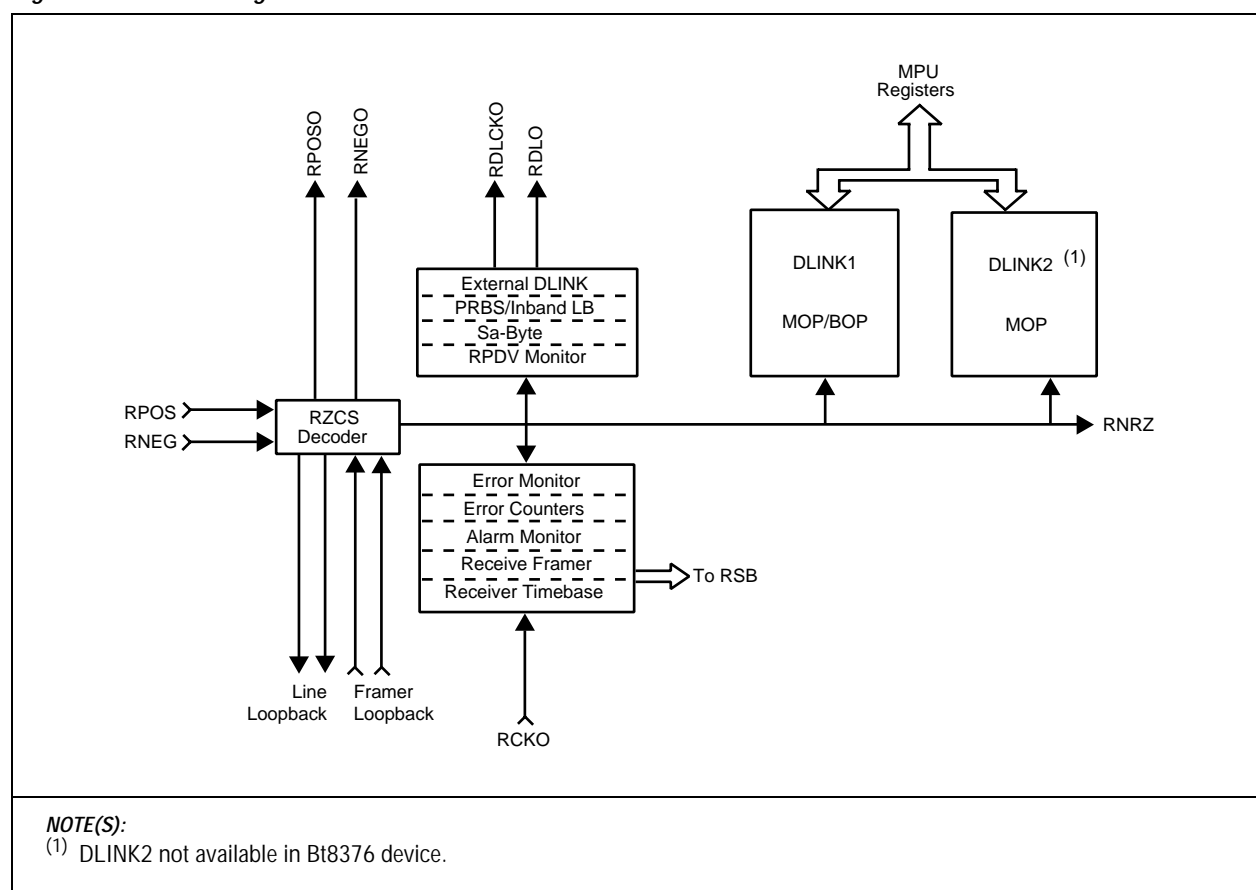 MPU
Registers
RPOSO
RNEGO
RDLCKO
RDLO
External DLINK
PRBS/Inband LB
Sa-Byte
RPDV Monitor
DLINK1
MOP/BOP
DLINK2 (1)
MOP
RPOS
RNEG
RZCS
Decoder
RNRZ
Error Monitor
Error Counters
Alarm Monitor
Receive Framer
Receiver Timebase
To RSB
Line
Loopback
Framer
Loopback
RCKO
NOTE(S):
(1) DLINK2 not available in Bt8376 device.